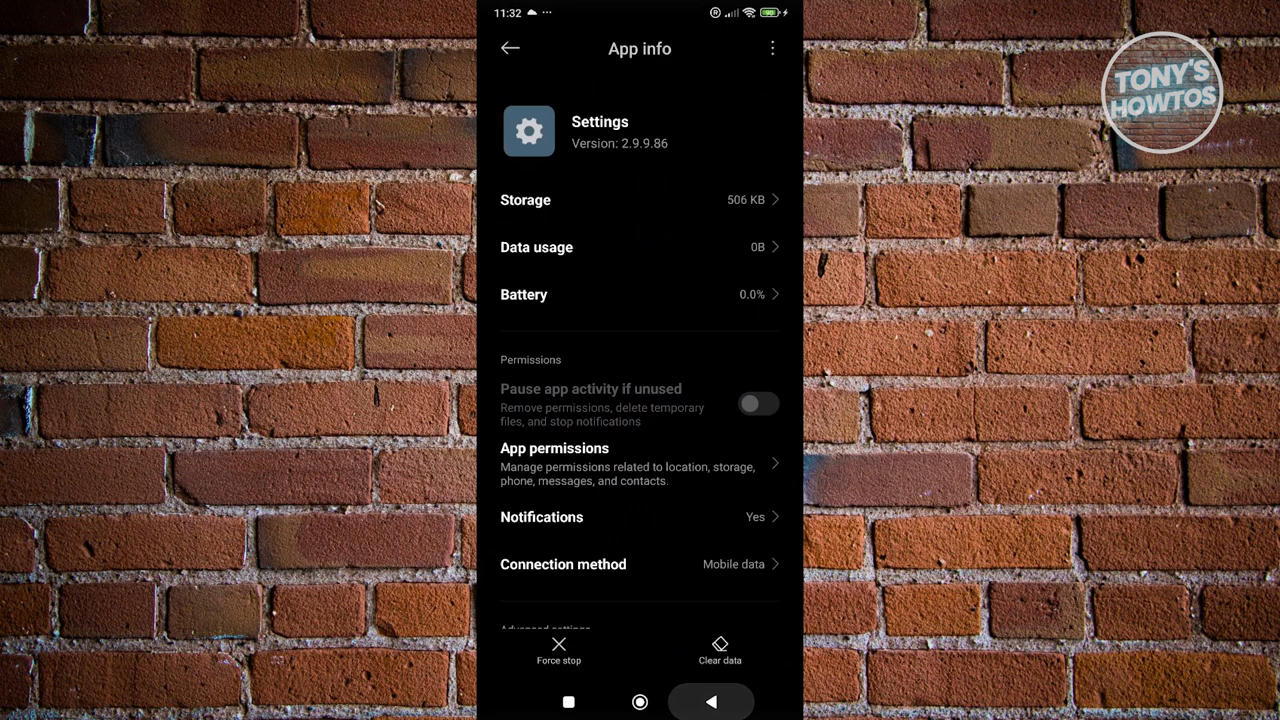 11:32
90
App info
TONY'S
HOWTOS
Settings
Version: 2.9.9.86
Storage
506 KB
Data usage
0B
Battery
0.0%
Permissions
Pause app activity if unused
Remove permissions, delete temporary
files, and stop notifications
App permissions
Manage permissions related to location, storage,
phone, messages, and contacts.
Notifications
Yes
Connection method
Mobile data
Advanced settings
Force stop
Clear data